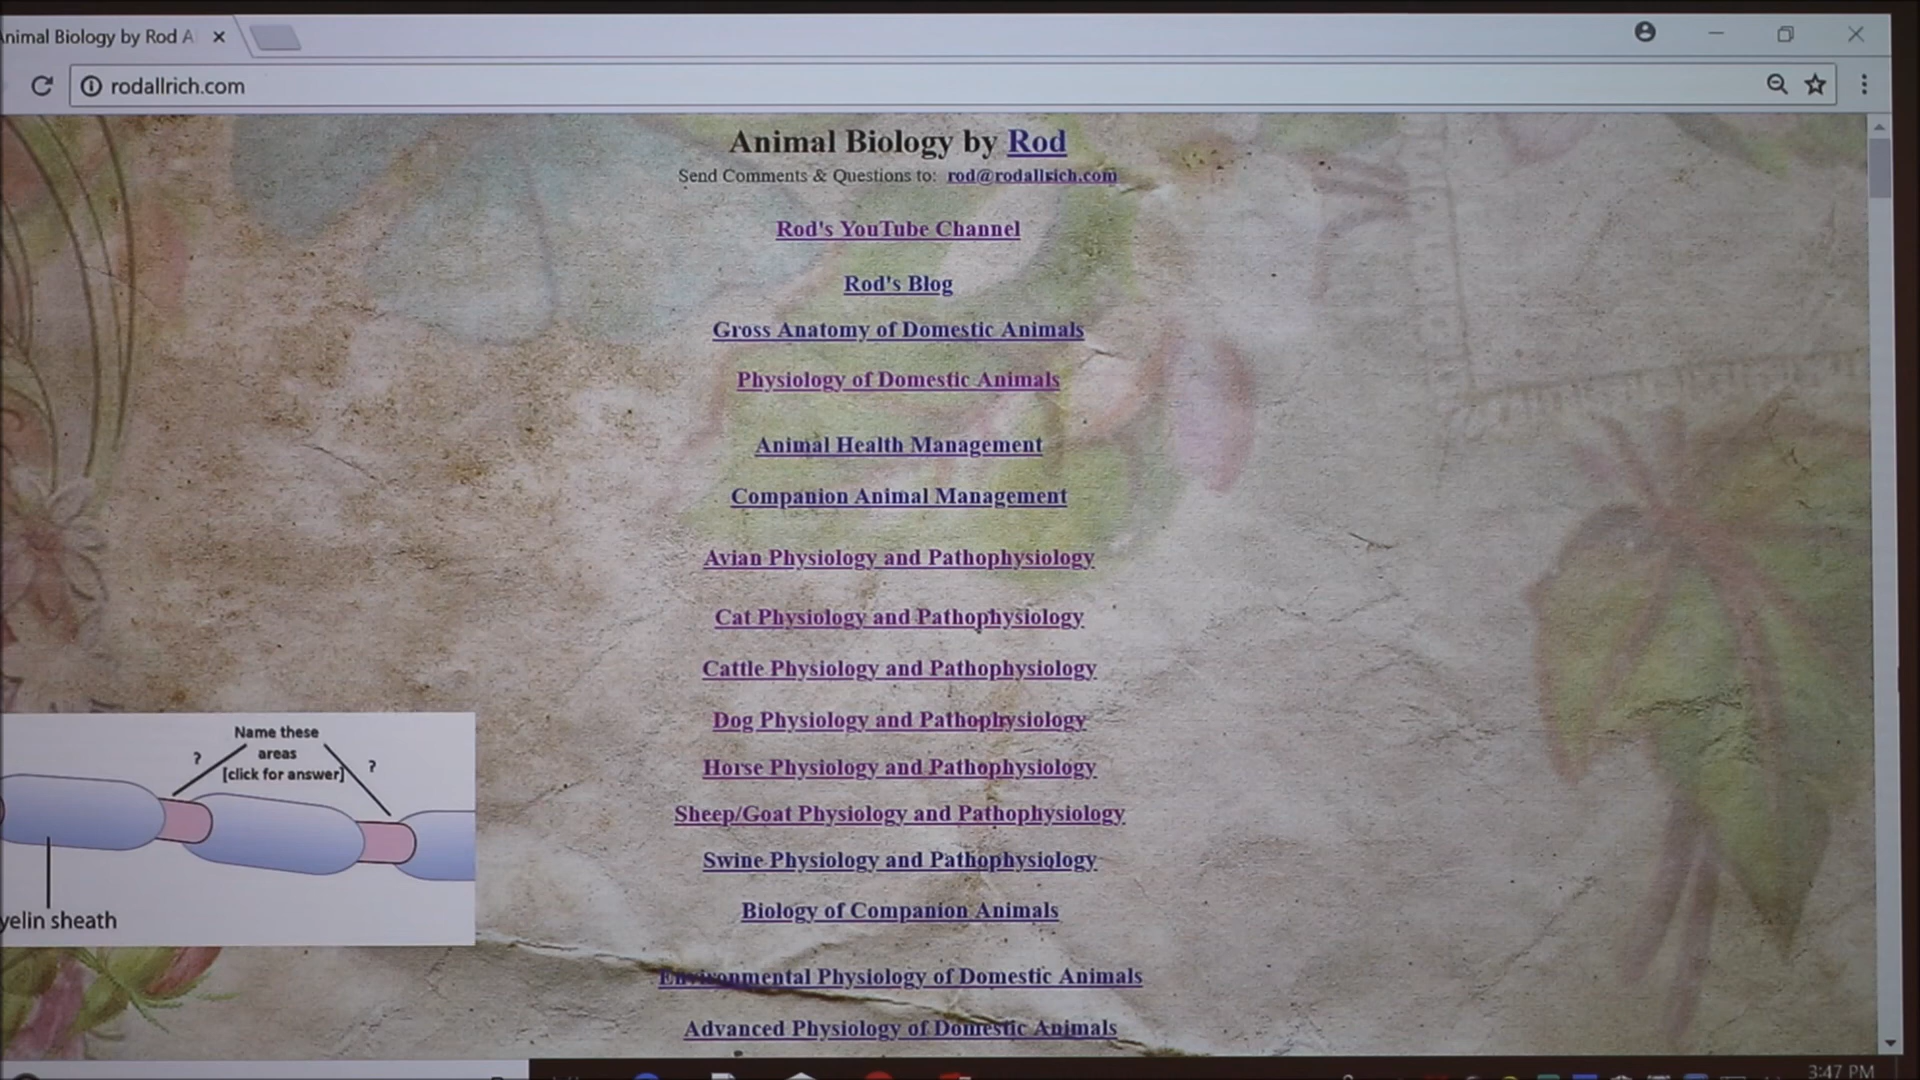 Animal Biology by Rod A
rodallrich.com
Animal Biology by Rod
Send Comments & Questions to: rod@rodallrich.com
Rod's YouTube Channel
Rod's Blog
Gross Anatomy of Domestic Animals
Physiology of Domestic Animals
Animal Health Management
Companion Animal Management
Avian Physiology and Pathophysiology
Cat Physiology and Pathophysiology
Cattle Physiology and Pathophysiology
Dog Physiology and Pathophysiology
Horse Physiology and Pathophysiology
Sheep/Goat Physiology and Pathophysiology
Swine Physiology and Pathophysiology
Biology of Companion Animals
Environmental Physiology of Domestic Animals
Advanced Physiology of Domestic Animals
Name these
? areas ?
[click for answer]
yelin sheath
3:47 PM